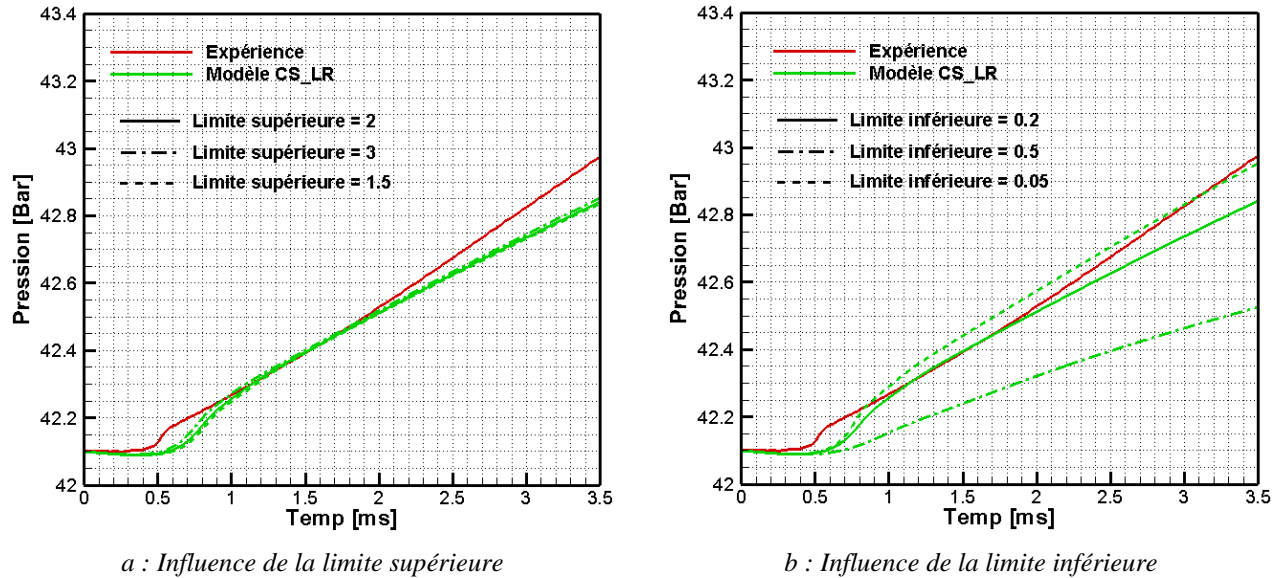 43.4
43.2
43
42.8
42.6
42.4
42.2
42
Pression [Bar]
Expérience
Modèle CS_LR
Limite supérieure = 2
Limite supérieure = 3
Limite supérieure = 1.5
0 0.5 1 1.5 2 2.5 3 3.5
Temp [ms]
a : Influence de la limite supérieure
43.4
43.2
43
42.8
42.6
42.4
42.2
42
Pression [Bar]
Expérience
Modèle CS_LR
Limite inférieure = 0.2
Limite inférieure = 0.5
Limite inférieure = 0.05
0 0.5 1 1.5 2 2.5 3 3.5
Temp [ms]
b : Influence de la limite inférieure